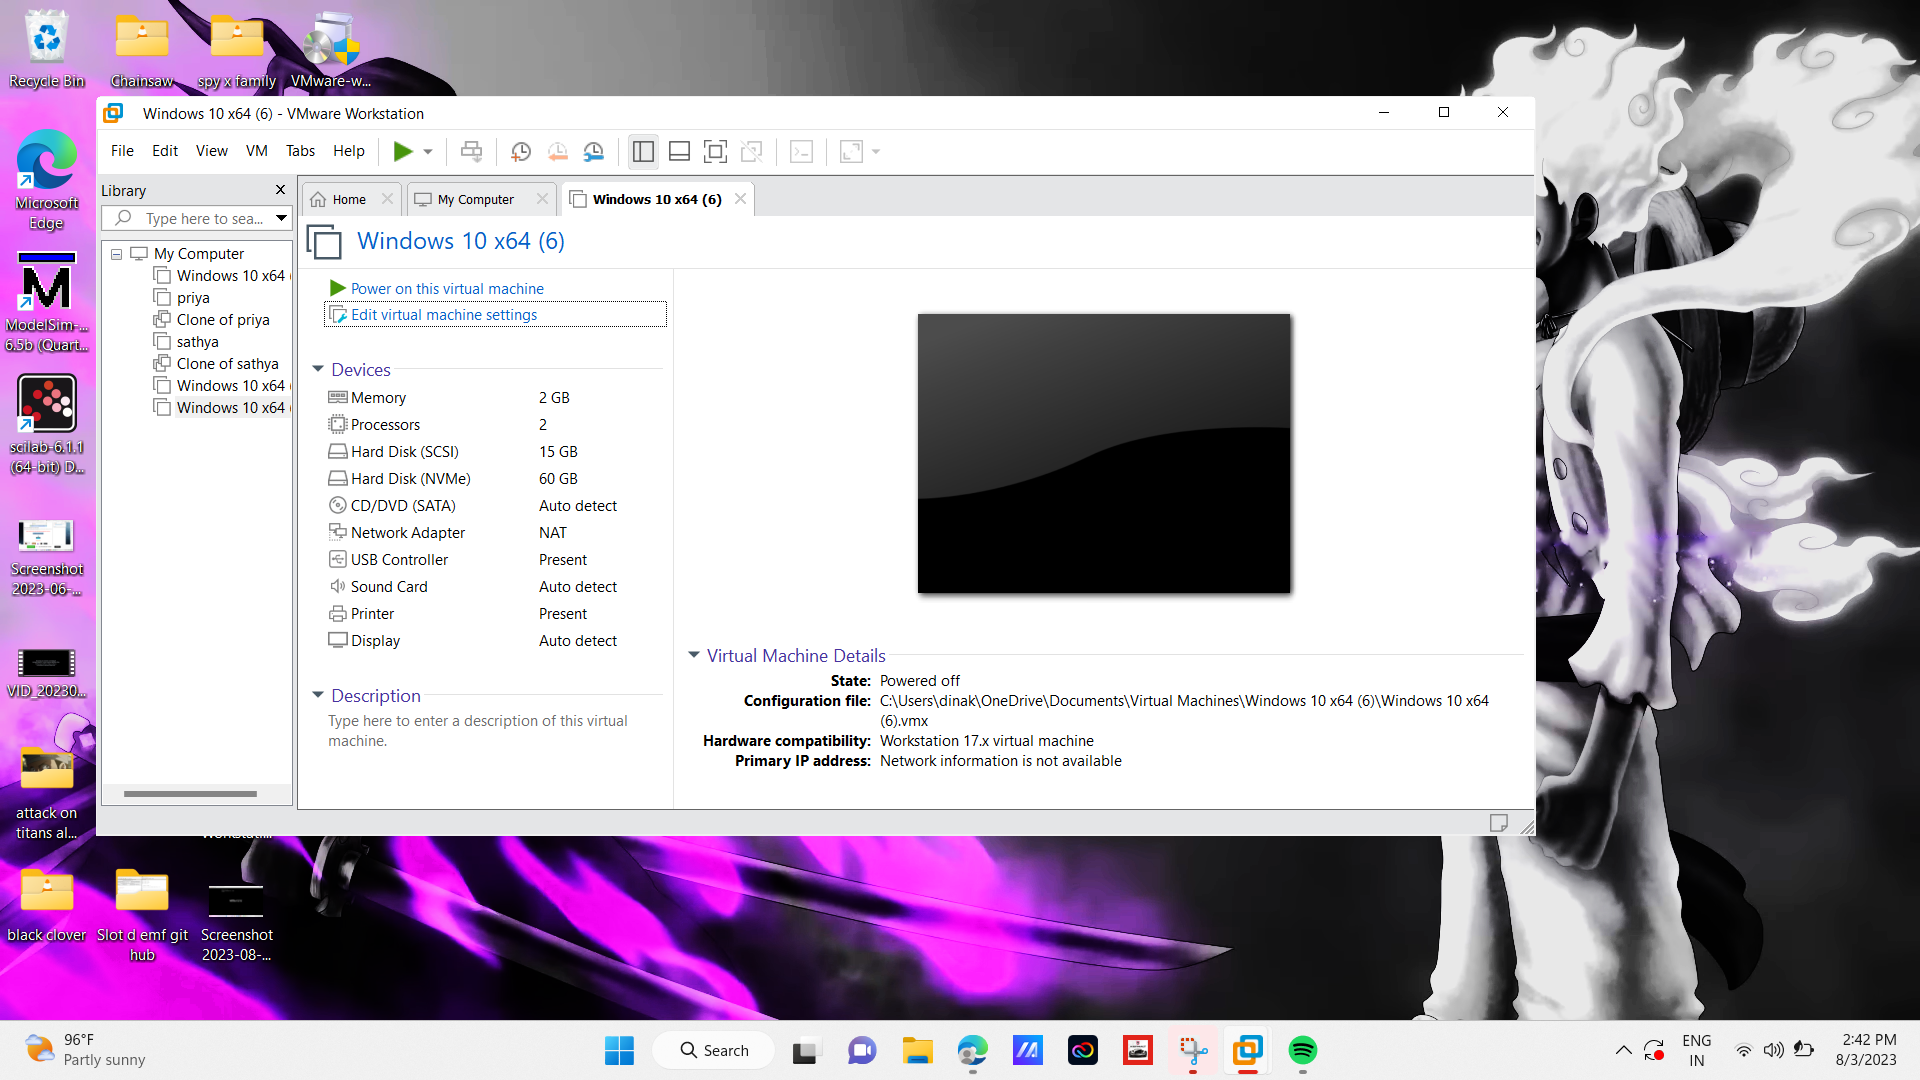 Recycle Bin
Chainsaw
spy x family
VMware-w...
Windows 10 x64 (6) - VMware Workstation
File Edit View VM Tabs Help
Library
Type here to sea...
Home
My Computer
Windows 10 x64 (6)
My Computer
Windows 10 x64
priya
Clone of priya
sathya
Clone of sathya
Windows 10 x64
Windows 10 x64
Windows 10 x64 (6)
Power on this virtual machine
Edit virtual machine settings
Devices
Memory 2 GB
Processors 2
Hard Disk (SCSI) 15 GB
Hard Disk (NVMe) 60 GB
CD/DVD (SATA) Auto detect
Network Adapter NAT
USB Controller Present
Sound Card Auto detect
Printer Present
Display Auto detect
Description
Type here to enter a description of this virtual
machine.
Virtual Machine Details
State: Powered off
Configuration file: C:\Users\dinak\OneDrive\Documents\Virtual Machines\Windows 10 x64 (6)\Windows 10 x64
(6).vmx
Hardware compatibility: Workstation 17.x virtual machine
Primary IP address: Network information is not available
Microsoft
Edge
M
ModelSim-...
6.5b (Quart...
scilab-6.1.1
(64-bit) D...
Screenshot
2023-06-...
VID_20230...
attack on
titans al...
black clover
Slot d emf git
hub
Screenshot
2023-08-...
96°F
Partly sunny
Search
ENG
IN
2:42 PM
8/3/2023